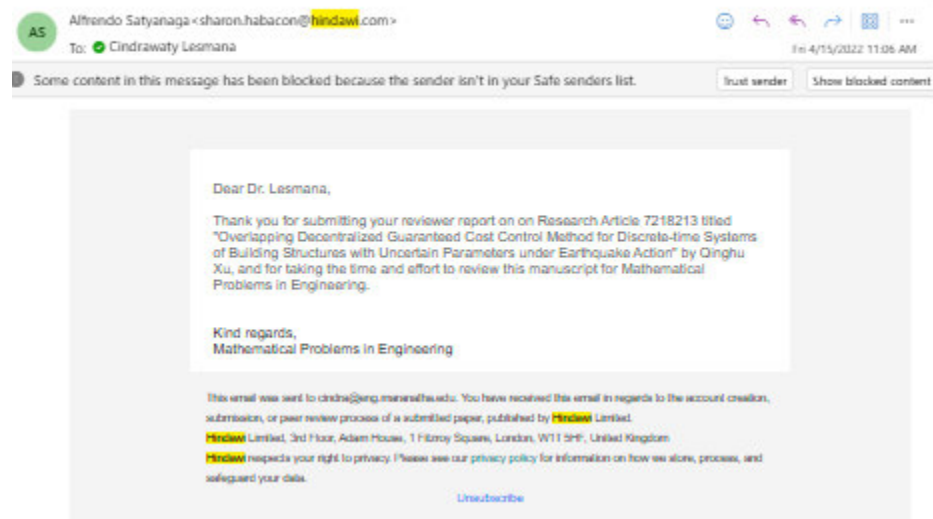 AS
Alfrendo Satyanaga <sharon.habacon@hindawi.com>
To: Cindrawaty Lesmana
Fri 4/15/2022 11:06 AM
Some content in this message has been blocked because the sender isn't in your Safe senders list.
Trust sender
Show blocked content
Dear Dr. Lesmana,
Thank you for submitting your reviewer report on on Research Article 7218213 titled
"Overlapping Decentralized Guaranteed Cost Control Method for Discrete-time Systems
of Building Structures with Uncertain Parameters under Earthquake Action" by Qinghu
Xu, and for taking the time and effort to review this manuscript for Mathematical
Problems in Engineering.
Kind regards,
Mathematical Problems in Engineering
This email was sent to You have received this email in regards to the account creation,
submission, or peer review process of a submitted paper, published by Hindawi Limited.
Hindawi Limited, 3rd Floor, Adam House, 1 Fitzroy Square, London, W1T 5HF, United Kingdom
Hindawi respects your right to privacy. Please see our privacy policy for information on how we store, process, and
safeguard your data.
Unsubscribe